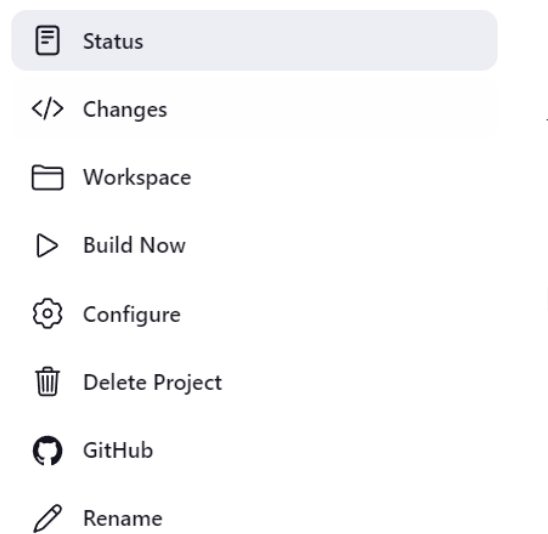 Status
Changes
Workspace
Build Now
Configure
Delete Project
GitHub
Rename